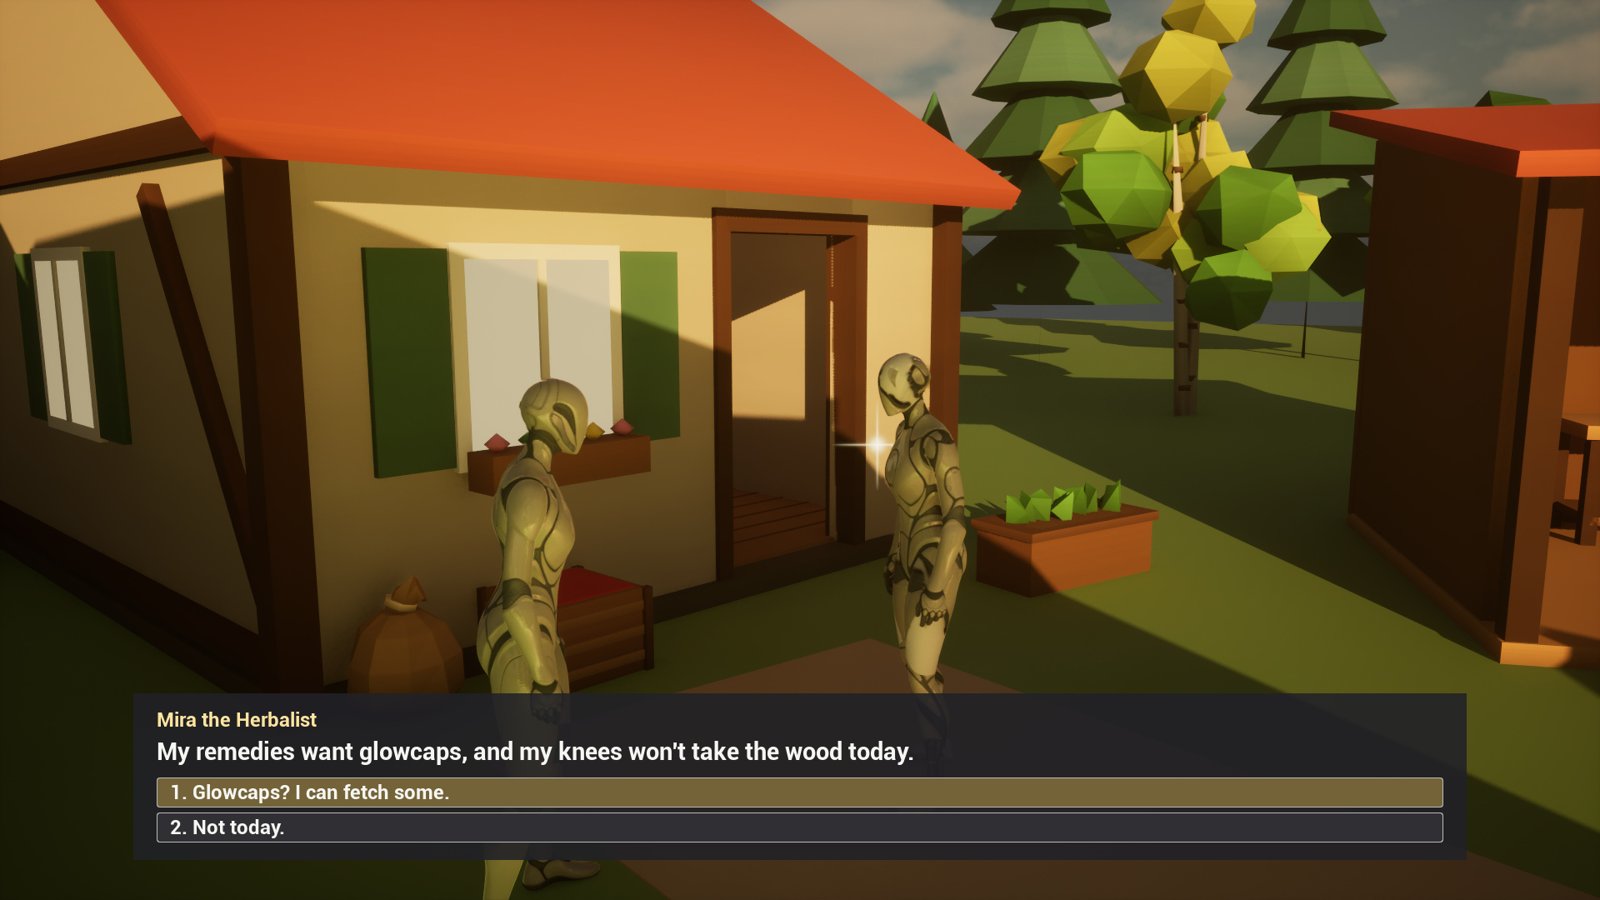 Mira the Herbalist
My remedies want glowcaps, and my knees won't take the wood today.
1. Glowcaps? I can fetch some.
2. Not today.